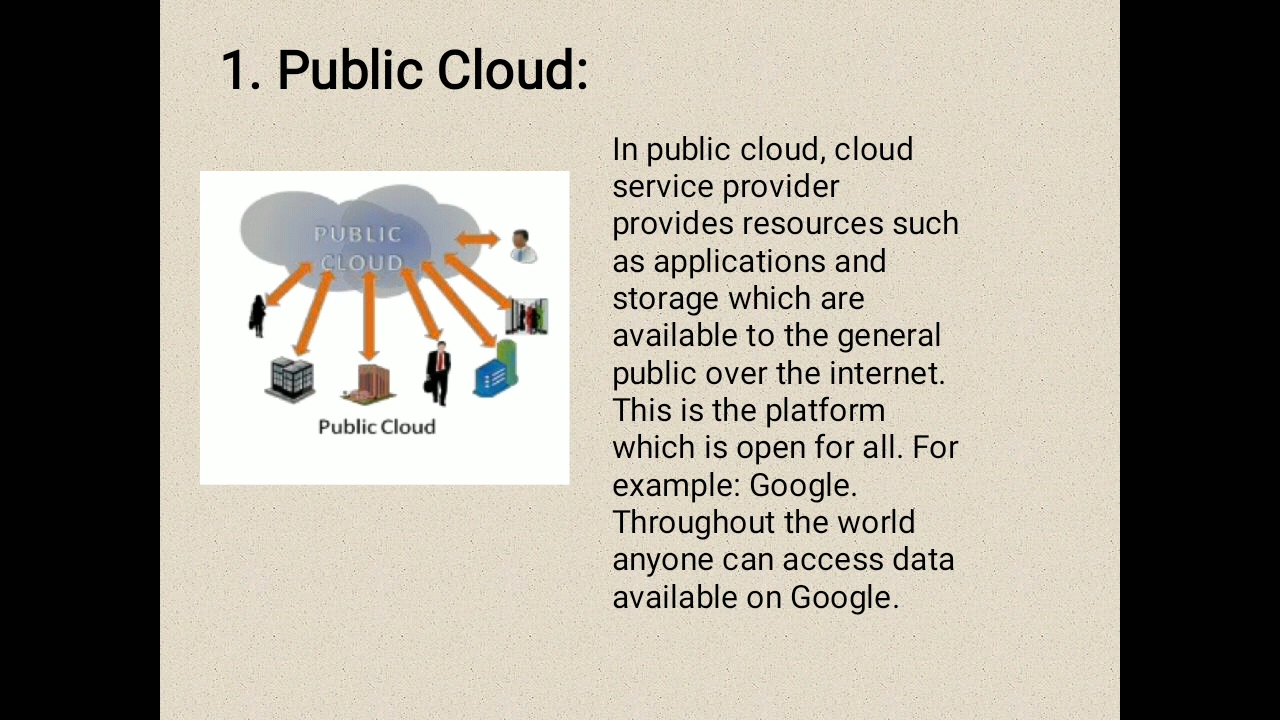 1. Public Cloud:
PUBLIC
CLOUD
Public Cloud
In public cloud, cloud
service provider
provides resources such
as applications and
storage which are
available to the general
public over the internet.
This is the platform
which is open for all. For
example: Google.
Throughout the world
anyone can access data
available on Google.